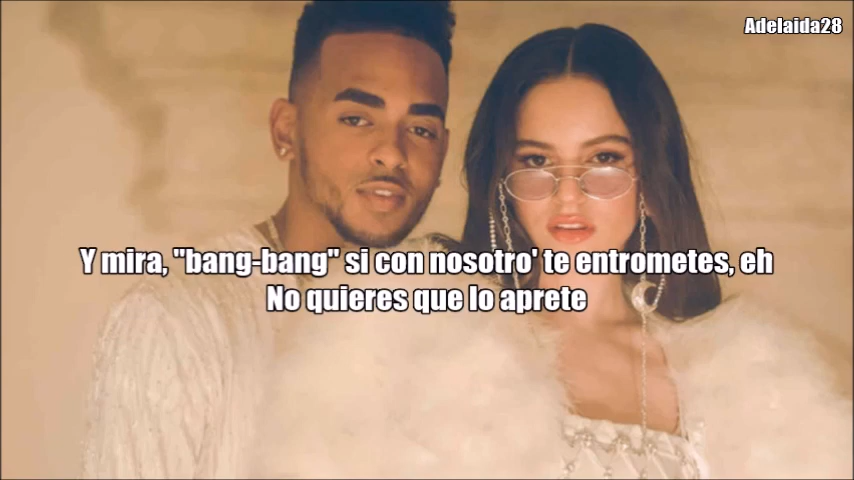 Adelaida28
Y mira, "bang-bang" si con nosotro' te entrometes, eh
No quieres que lo aprete